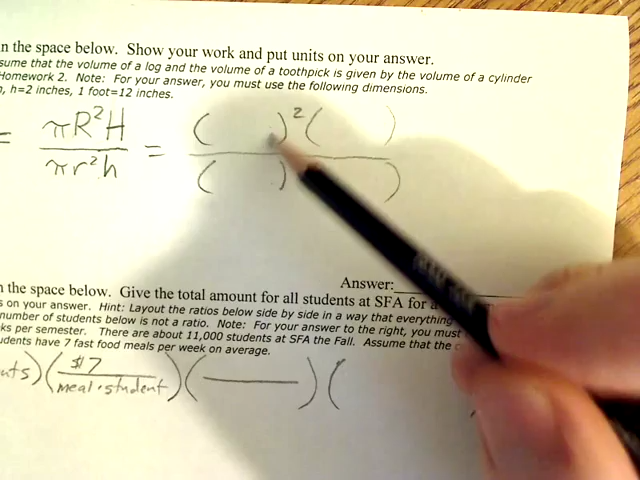 n the space below. Show your work and put units on your answer.
sume that the volume of a log and the volume of a toothpick is given by the volume of a cylinder
Homework 2. Note: For your answer, you must use the following dimensions.
, h=2 inches, 1 foot=12 inches.
= πR²H / πr²h = ( )²( ) / ( )
Answer:
n the space below. Give the total amount for all students at SFA for a
s on your answer. Hint: Layout the ratios below side by side in a way that everything
number of students below is not a ratio. Note: For your answer to the right, you must
ks per semester. There are about 11,000 students at SFA the Fall. Assume that the
udents have 7 fast food meals per week on average.
nts) ($7 / meal·student) ( ) (